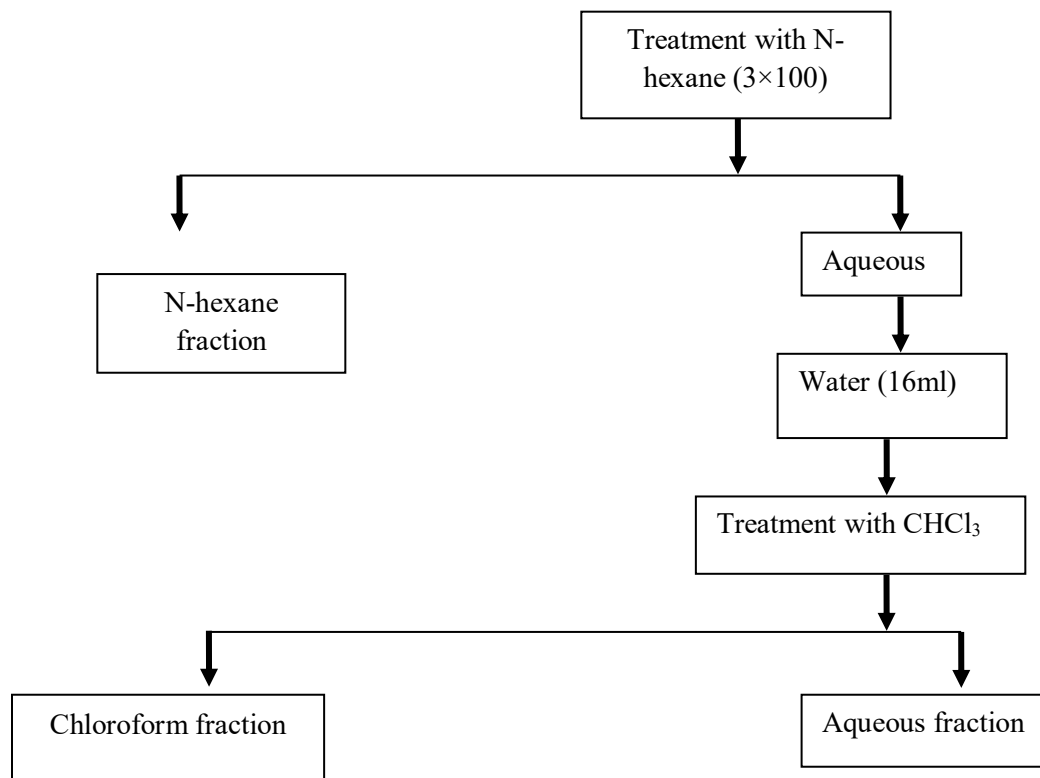 Treatment with N-
hexane (3×100)
Aqueous
N-hexane
fraction
Water (16ml)
Treatment with CHCl₃
Chloroform fraction
Aqueous fraction